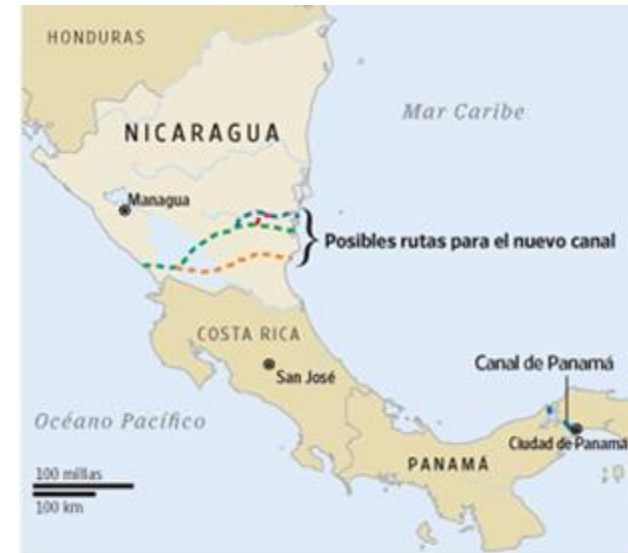 HONDURAS
Mar Caribe
NICARAGUA
Managua
Posibles rutas para el nuevo canal
COSTA RICA
San José
Canal de Panamá
Océano Pacífico
Ciudad de Panamá
PANAMÁ
100 millas
100 km